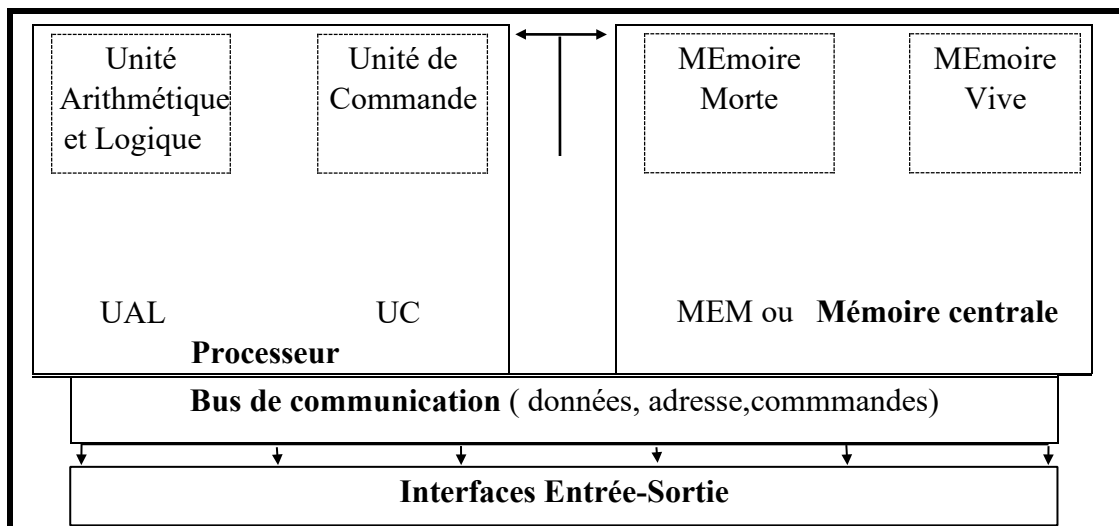 Unité
Arithmétique
et Logique
Unité de
Commande
MEmoire
Morte
MEmoire
Vive
UAL
UC
Processeur
MEM ou Mémoire centrale
Bus de communication ( données, adresse,commmandes)
Interfaces Entrée-Sortie